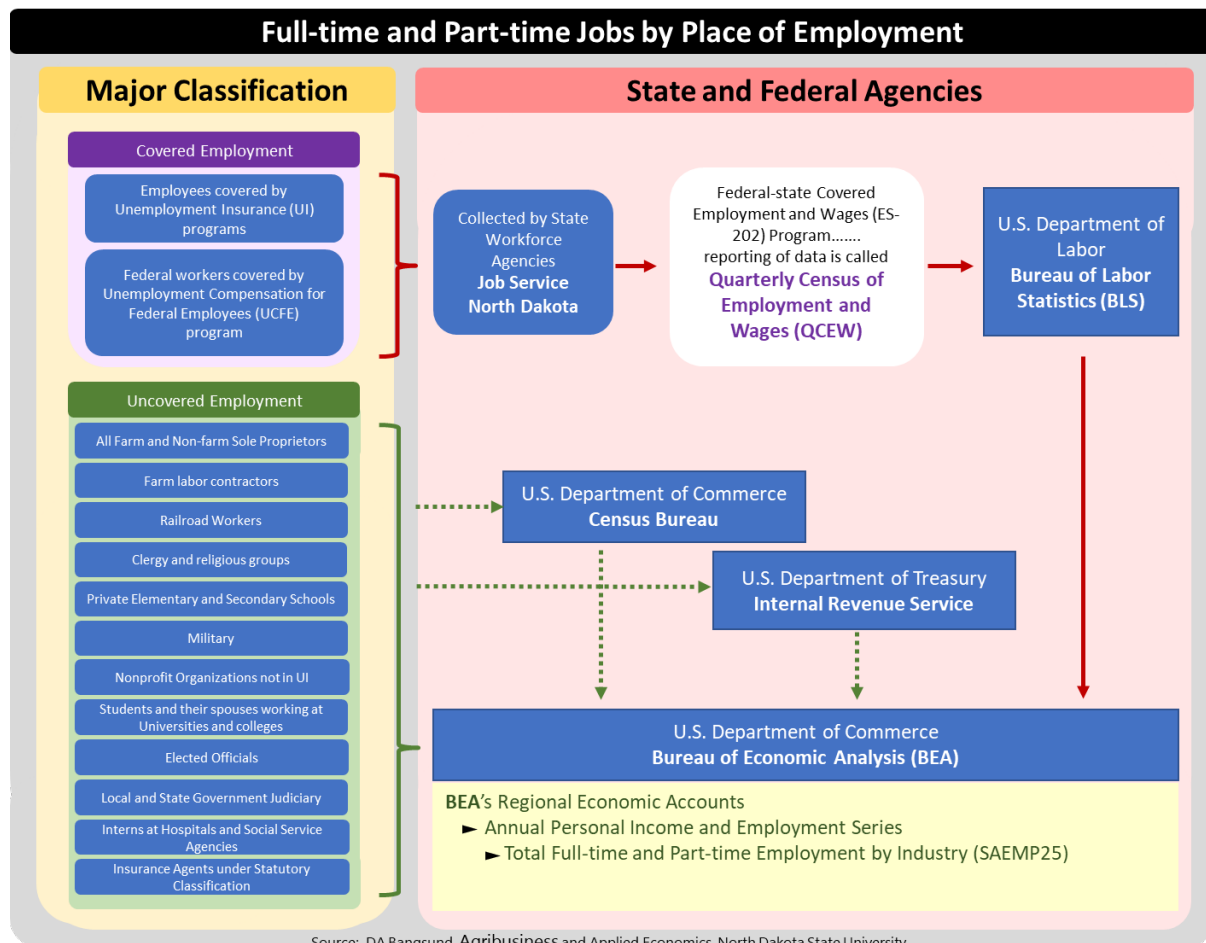 Full-time and Part-time Jobs by Place of Employment
Major Classification
State and Federal Agencies
Covered Employment
Employees covered by
Unemployment Insurance (UI)
programs
Federal workers covered by
Unemployment Compensation for
Federal Employees (UCFE)
program
Collected by State
Workforce
Agencies
Job Service
North Dakota
Federal-state Covered
Employment and Wages (ES-
202) Program.......
reporting of data is called
Quarterly Census of
Employment and
Wages (QCEW)
U.S. Department of
Labor
Bureau of Labor
Statistics (BLS)
Uncovered Employment
All Farm and Non-farm Sole Proprietors
Farm labor contractors
Railroad Workers
Clergy and religious groups
Private Elementary and Secondary Schools
Military
Nonprofit Organizations not in UI
Students and their spouses working at
Universities and colleges
Elected Officials
Local and State Government Judiciary
Interns at Hospitals and Social Service
Agencies
Insurance Agents under Statutory
Classification
U.S. Department of Commerce
Census Bureau
U.S. Department of Treasury
Internal Revenue Service
U.S. Department of Commerce
Bureau of Economic Analysis (BEA)
BEA's Regional Economic Accounts
► Annual Personal Income and Employment Series
► Total Full-time and Part-time Employment by Industry (SAEMP25)
Source: DA Bangsund, Agribusiness and Applied Economics, North Dakota State University